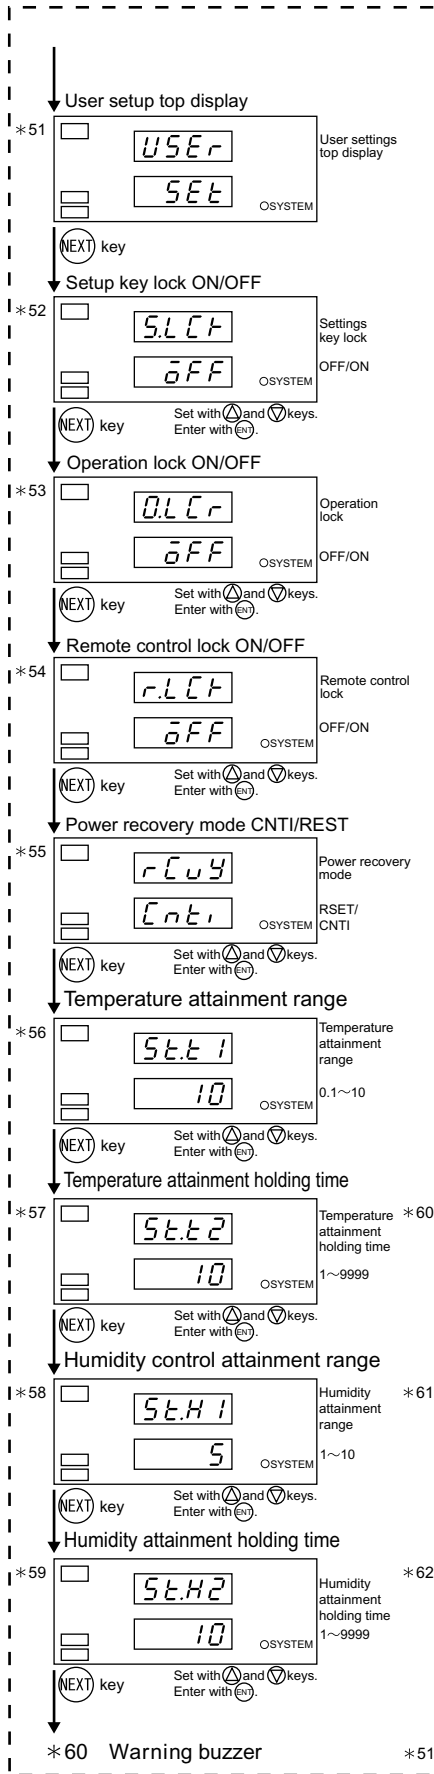 User setup top display
*51
USEr
SEt
○SYSTEM
User settings
top display
NEXT key
Setup key lock ON/OFF
*52
S.LCk
oFF
○SYSTEM
Settings
key lock
OFF/ON
NEXT key
Set with △ and ▽ keys.
Enter with ENT.
Operation lock ON/OFF
*53
O.LCr
oFF
○SYSTEM
Operation
lock
OFF/ON
NEXT key
Set with △ and ▽ keys.
Enter with ENT.
Remote control lock ON/OFF
*54
r.LCk
oFF
○SYSTEM
Remote control
lock
OFF/ON
NEXT key
Set with △ and ▽ keys.
Enter with ENT.
Power recovery mode CNTI/REST
*55
rCvy
Cnti
○SYSTEM
Power recovery
mode
RSET/
CNTI
NEXT key
Set with △ and ▽ keys.
Enter with ENT.
Temperature attainment range
*56
St.t1
10
○SYSTEM
Temperature
attainment
range
0.1～10
NEXT key
Set with △ and ▽ keys.
Enter with ENT.
Temperature attainment holding time
*57
St.t2
10
○SYSTEM
Temperature
attainment
holding time
1～9999
*60
NEXT key
Set with △ and ▽ keys.
Enter with ENT.
Humidity control attainment range
*58
St.H1
5
○SYSTEM
Humidity
attainment
range
1～10
*61
NEXT key
Set with △ and ▽ keys.
Enter with ENT.
Humidity attainment holding time
*59
St.H2
10
○SYSTEM
Humidity
attainment
holding time
1～9999
*62
NEXT key
Set with △ and ▽ keys.
Enter with ENT.
*60 Warning buzzer
*51